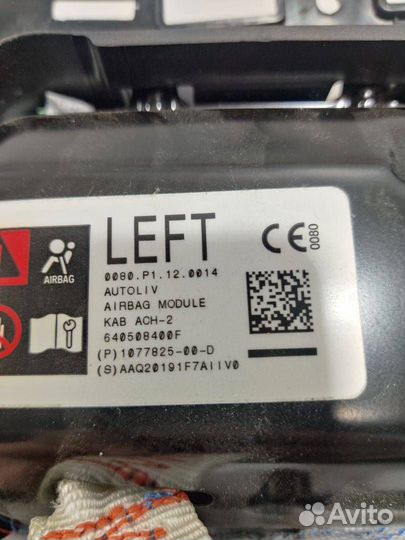 LEFT
CE 0080
0080.P1.12.0014
AIRBAG
AUTOLIV
AIRBAG MODULE
KAB ACH-2
640508400F
(P)1077825-00-D
(S)AAQ20191F7AIIV0
Avito